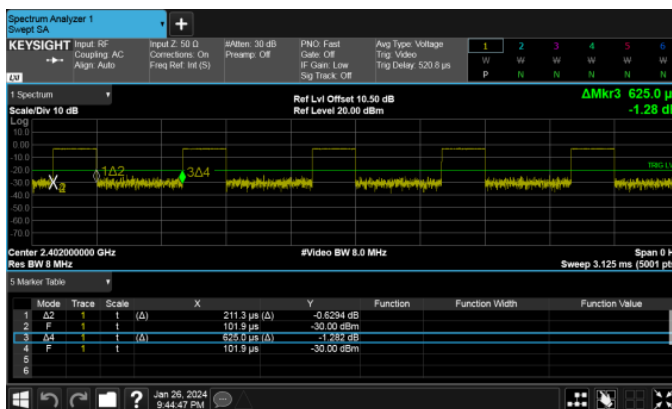 Spectrum Analyzer 1
Swept SA
+
KEYSIGHT Input: RF Input Z: 50 Ω #Atten: 30 dB PNO: Fast Avg Type: Voltage 1 2 3 4 5 6
Coupling: AC Corrections: On Preamp: Off Gate: Off Trig: Video W W W W W W
Align: Auto Freq Ref: Int (S) IF Gain: Low Trig Delay: 520.8 µs P N N N N N
LXI Sig Track: Off
1 Spectrum ΔMkr3 625.0 µ
Scale/Div 10 dB Ref Lvl Offset 10.50 dB -1.28 d
Ref Level 20.00 dBm
Log
10.0
0.00
-10.0
-20.0 1Δ2 3Δ4 TRIG LV
-30.0 X
-40.0
-50.0
-60.0
-70.0
Center 2.402000000 GHz #Video BW 8.0 MHz Span 0 H
Res BW 8 MHz Sweep 3.125 ms (5001 pts
5 Marker Table
Mode Trace Scale X Y Function Function Width Function Value
1 Δ2 1 t (Δ) 211.3 µs (Δ) -0.6294 dB
2 F 1 t 101.9 µs -30.00 dBm
3 Δ4 1 t (Δ) 625.0 µs (Δ) -1.282 dB
4 F 1 t 101.9 µs -30.00 dBm
5
6
? Jan 26, 2024
9:44:47 PM